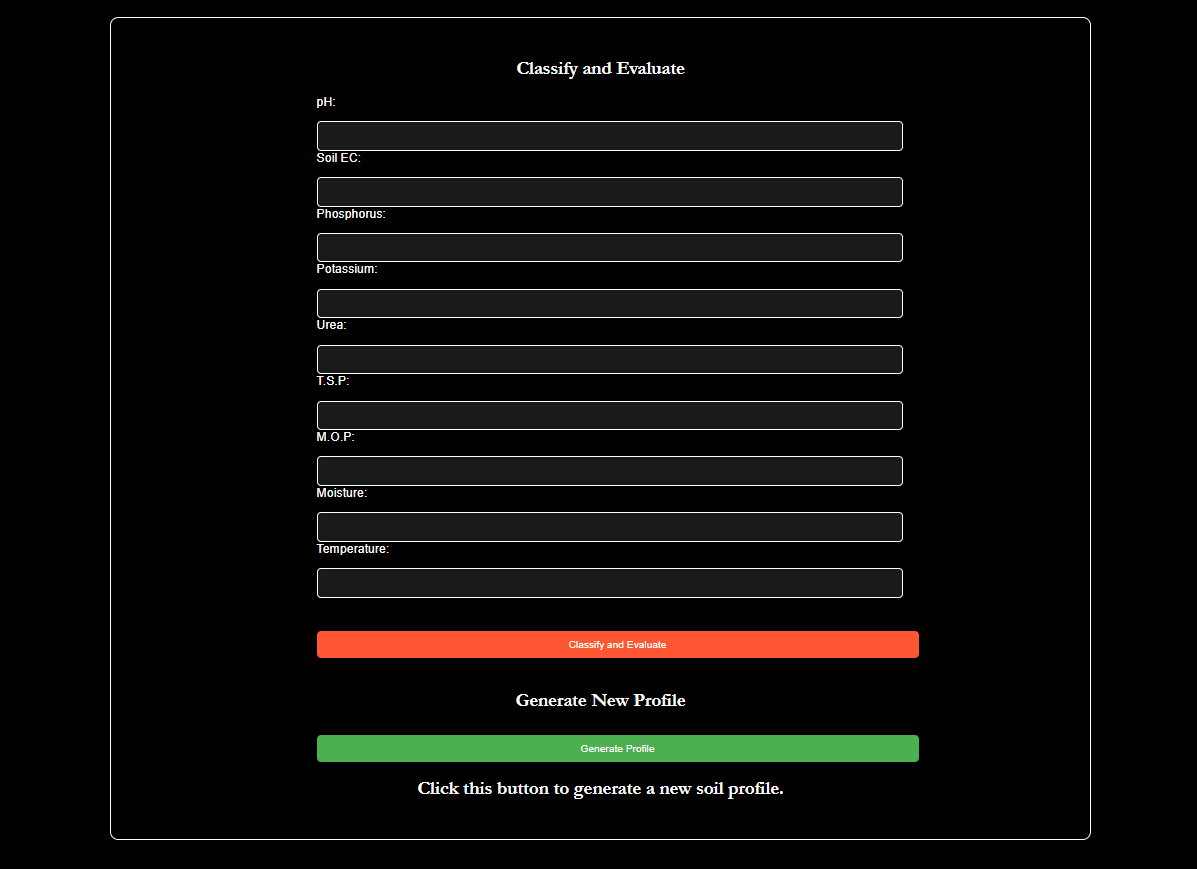 Classify and Evaluate
pH:
Soil EC:
Phosphorus:
Potassium:
Urea:
T.S.P:
M.O.P:
Moisture:
Temperature:
Classify and Evaluate
Generate New Profile
Generate Profile
Click this button to generate a new soil profile.